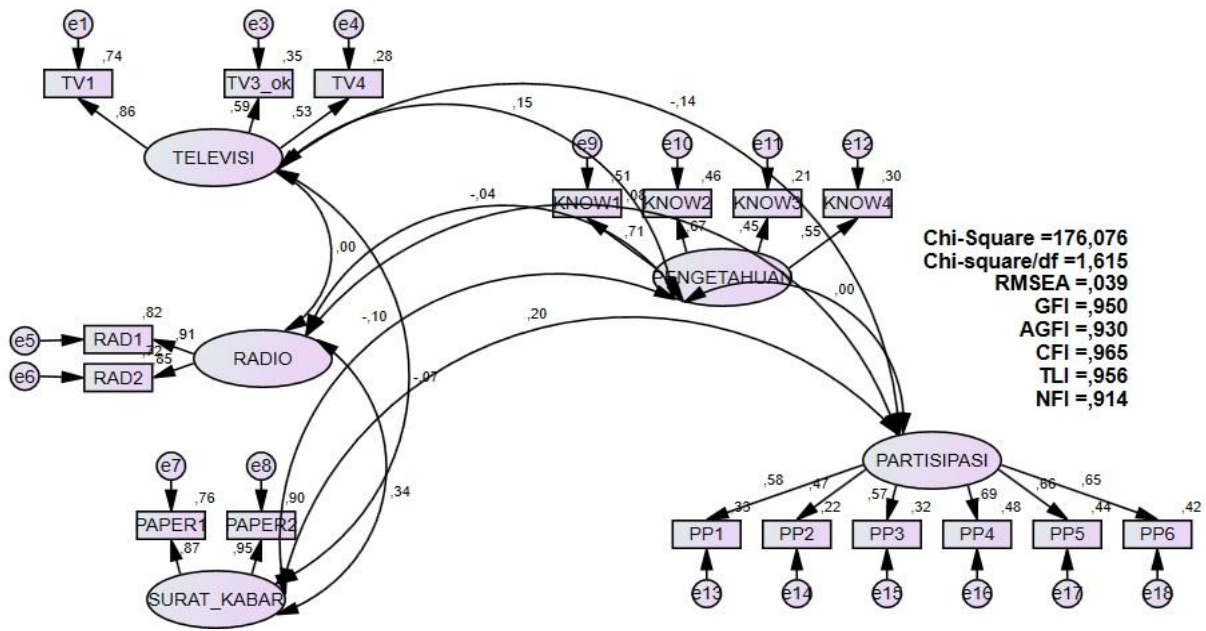 e1
e3
e4
,74
,35
,28
TV1
TV3_ok
TV4
,86
,59
,53
TELEVISI
,15
-,14
e9
e10
e11
e12
,51
,46
,21
,30
KNOW1
KNOW2
KNOW3
KNOW4
-,04
,08
,71
,67
,45
,55
PENGETAHUAN
,00
,00
Chi-Square =176,076
Chi-square/df =1,615
RMSEA =,039
GFI =,950
AGFI =,930
CFI =,965
TLI =,956
NFI =,914
e5
RAD1
,82
,91
e6
RAD2
,72
,85
RADIO
-,10
,20
-,07
e7
e8
,76
,90
PAPER1
PAPER2
,87
,95
SURAT_KABAR
,34
PARTISIPASI
,58
,47
,57
,69
,66
,65
,33
,22
,32
,48
,44
,42
PP1
PP2
PP3
PP4
PP5
PP6
e13
e14
e15
e16
e17
e18